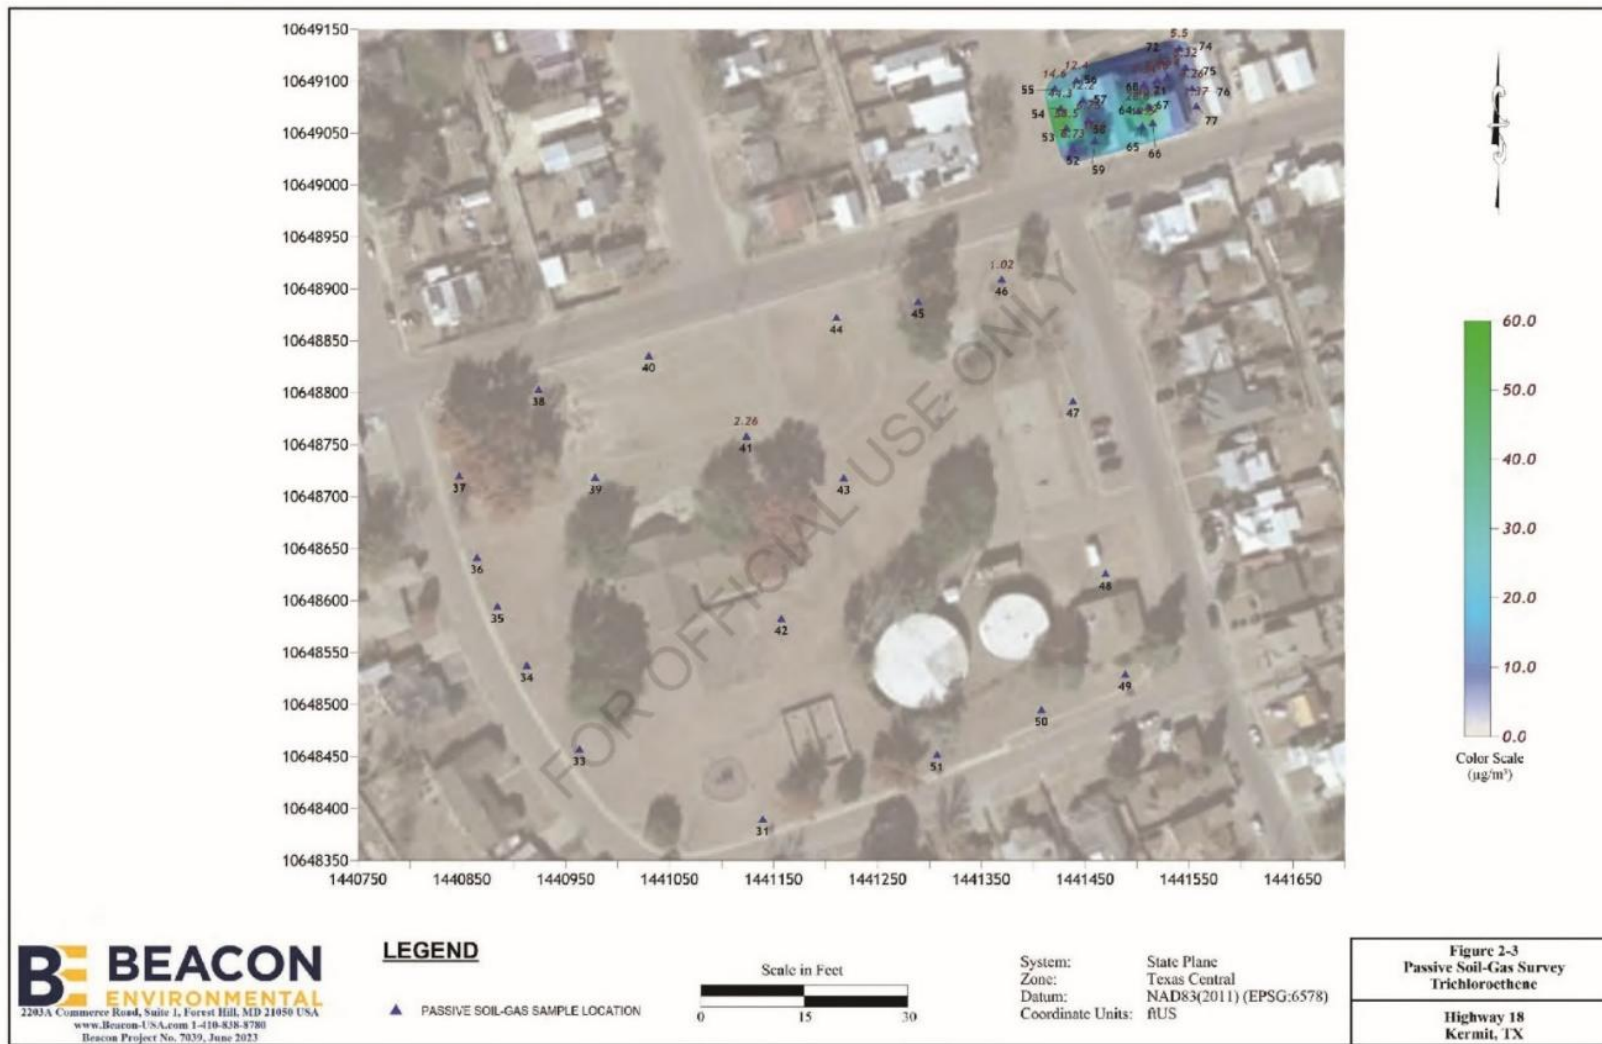 10649150
10649100
10649050
10649000
10648950
10648900
10648850
10648800
10648750
10648700
10648650
10648600
10648550
10648500
10648450
10648400
10648350
1440750 1440850 1440950 1441050 1441150 1441250 1441350 1441450 1441550 1441650
5.5
72 74
12.4
14.6 56 75
55 12.2 76
44.3 57
54 64 67 77
53 58
8.73 65 66
52 59
1.02
46
45
44
40
38
47
2.26
41
37 39 43
36
48
35
42
34
49
50
33
51
31
FOR OFFICIAL USE ONLY
60.0
50.0
40.0
30.0
20.0
10.0
0.0
Color Scale
(µg/m³)
BE BEACON
ENVIRONMENTAL
2203A Commerce Road, Suite 1, Forest Hill, MD 21050 USA
www.Beacon-USA.com 1-410-838-8780
Beacon Project No. 7039, June 2023
LEGEND
PASSIVE SOIL-GAS SAMPLE LOCATION
Scale in Feet
0 15 30
System: State Plane
Zone: Texas Central
Datum: NAD83(2011) (EPSG:6578)
Coordinate Units: ftUS
Figure 2-3
Passive Soil-Gas Survey
Trichloroethene
Highway 18
Kermit, TX